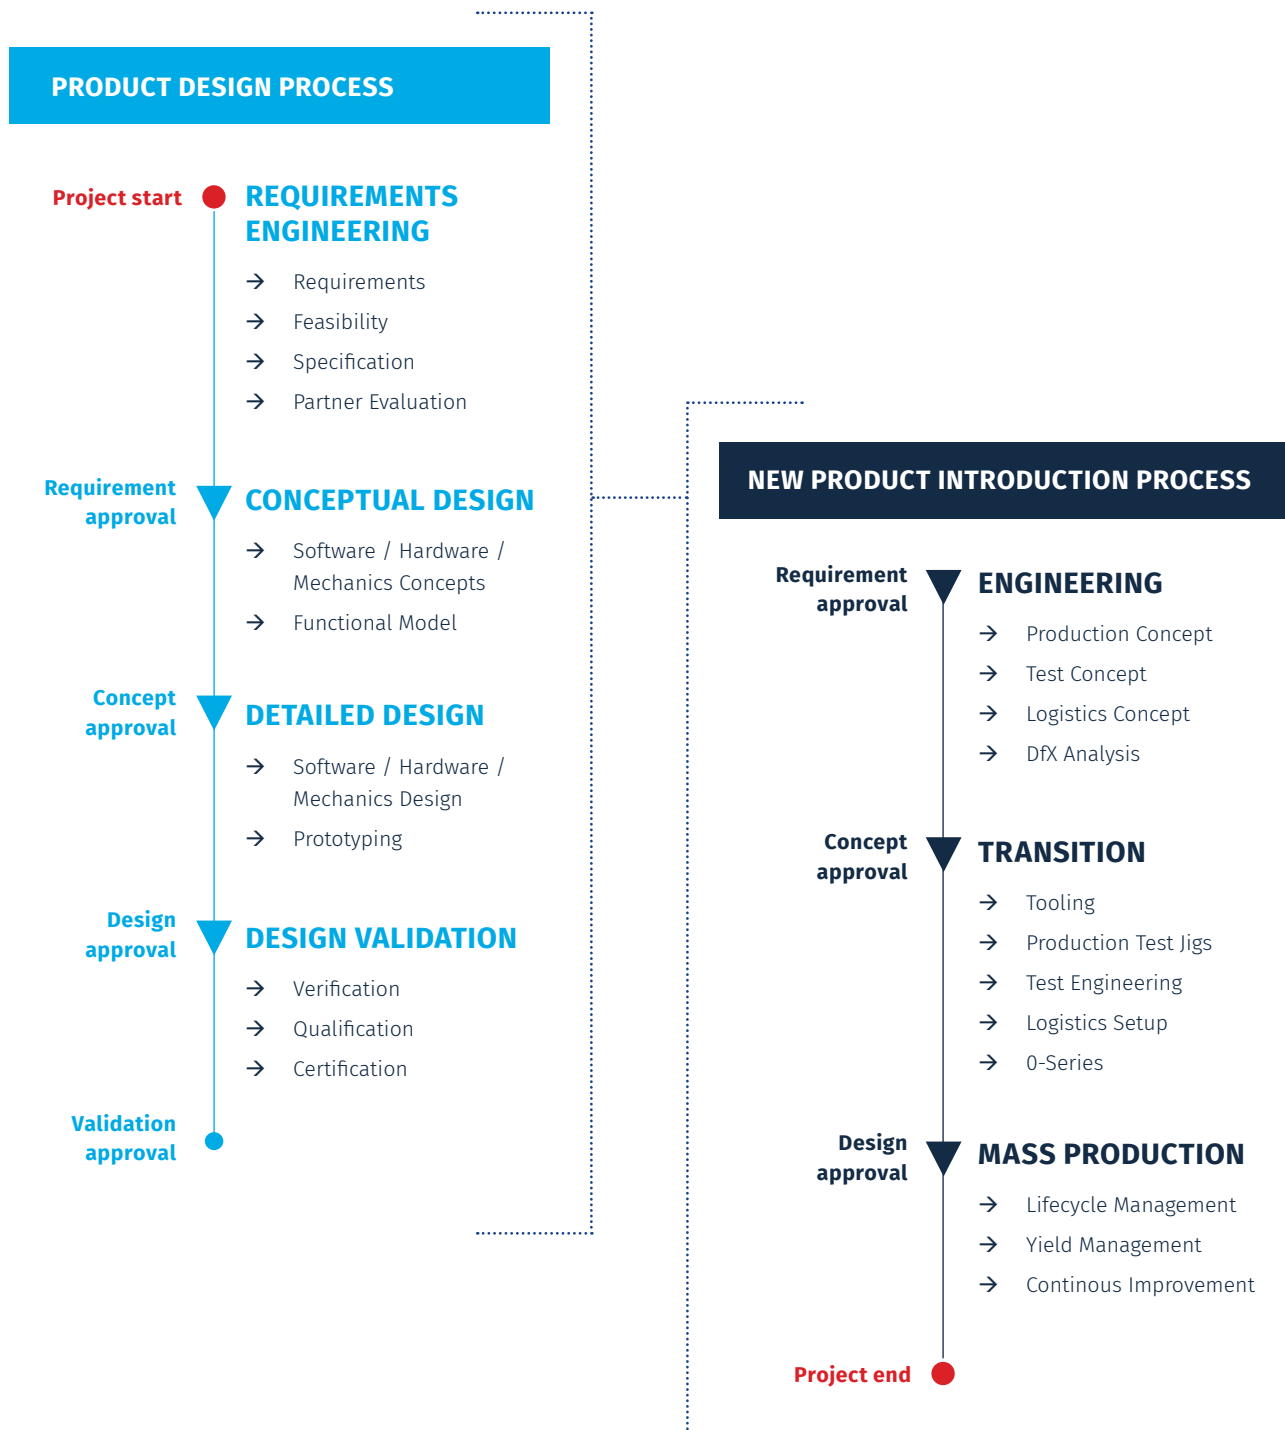 PRODUCT DESIGN PROCESS
Project start
REQUIREMENTS
ENGINEERING
→ Requirements
→ Feasibility
→ Specification
→ Partner Evaluation
Requirement
approval
CONCEPTUAL DESIGN
→ Software / Hardware /
Mechanics Concepts
→ Functional Model
Concept
approval
DETAILED DESIGN
→ Software / Hardware /
Mechanics Design
→ Prototyping
Design
approval
DESIGN VALIDATION
→ Verification
→ Qualification
→ Certification
Validation
approval
NEW PRODUCT INTRODUCTION PROCESS
Requirement
approval
ENGINEERING
→ Production Concept
→ Test Concept
→ Logistics Concept
→ DfX Analysis
Concept
approval
TRANSITION
→ Tooling
→ Production Test Jigs
→ Test Engineering
→ Logistics Setup
→ 0-Series
Design
approval
MASS PRODUCTION
→ Lifecycle Management
→ Yield Management
→ Continous Improvement
Project end